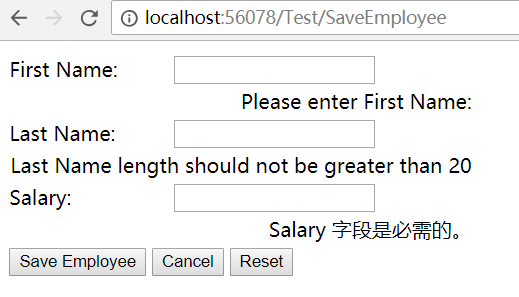 localhost:56078/Test/SaveEmployee
First Name:
Please enter First Name:
Last Name:
Last Name length should not be greater than 20
Salary:
Salary 字段是必需的。
Save Employee Cancel Reset